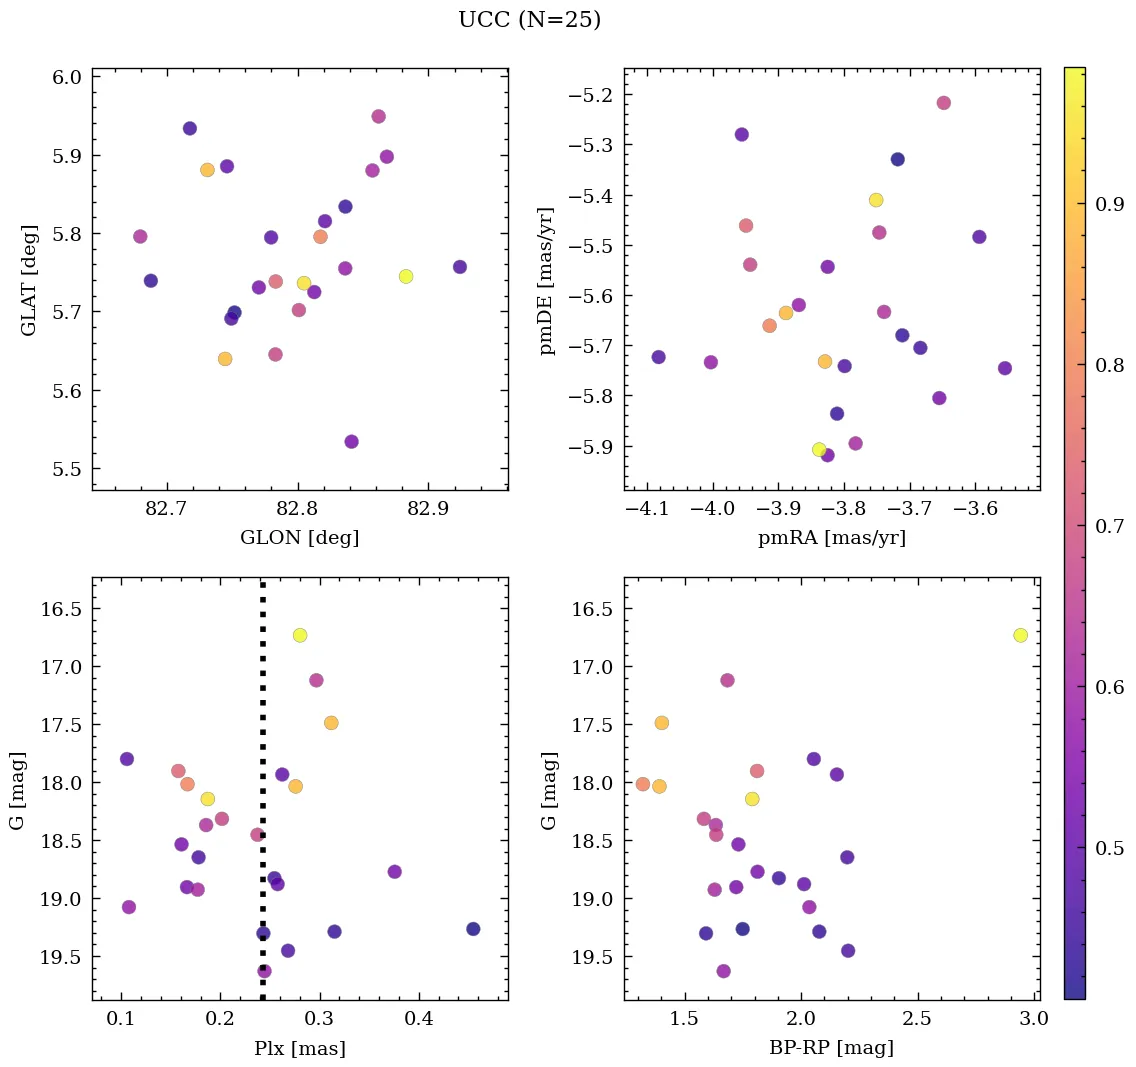 UCC (N=25)
6.0
5.9
5.8
5.7
5.6
5.5
GLAT [deg]
82.7 82.8 82.9
GLON [deg]
−5.2
−5.3
−5.4
−5.5
−5.6
−5.7
−5.8
−5.9
pmDE [mas/yr]
−4.1 −4.0 −3.9 −3.8 −3.7 −3.6
pmRA [mas/yr]
16.5
17.0
17.5
18.0
18.5
19.0
19.5
G [mag]
0.1 0.2 0.3 0.4
Plx [mas]
16.5
17.0
17.5
18.0
18.5
19.0
19.5
G [mag]
1.5 2.0 2.5 3.0
BP-RP [mag]
0.9
0.8
0.7
0.6
0.5